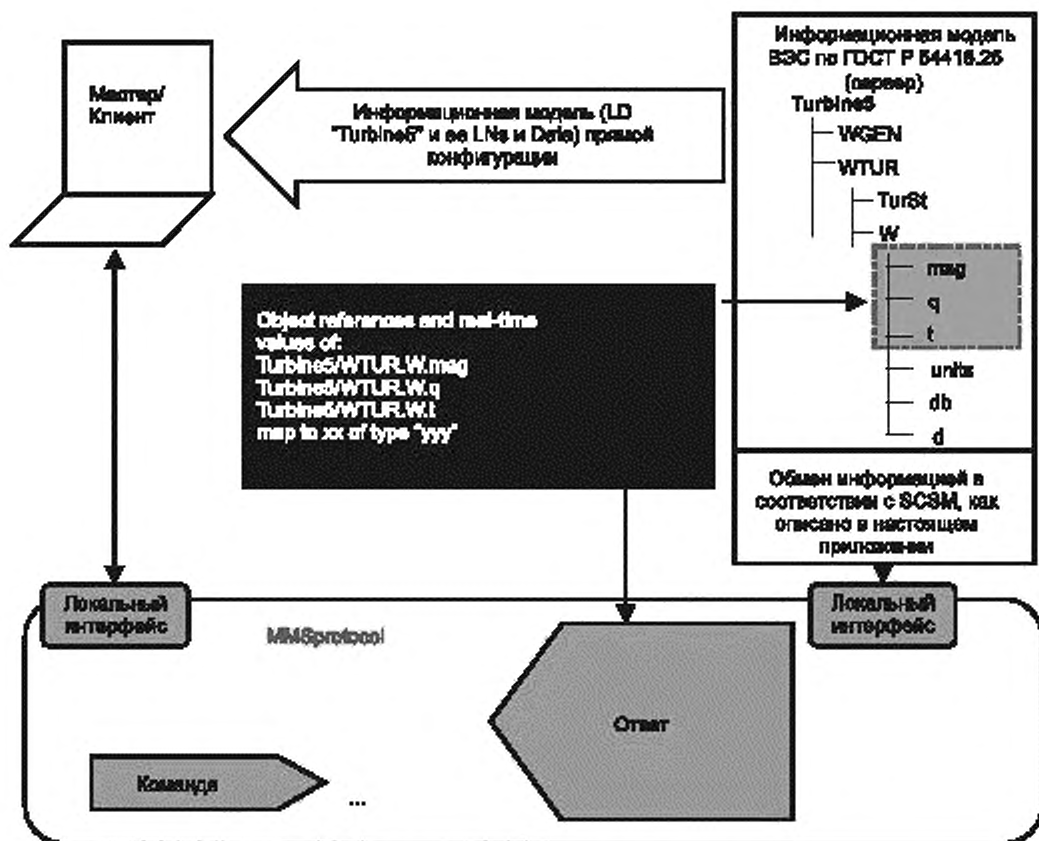 Мастер/
Клиент
Информационная модель (LD
"Turbine5" и ее LNs и Data) прямой
конфигурации
Информационная модель
ВЭС по ГОСТ Р 54418.25
(сервер)
Turbine5
WGEN
WTUR
TurSt
W
mag
q
t
units
db
d
Object references and real-time
values of:
Turbine5/WTUR.W.mag
Turbine5/WTUR.W.q
Turbine5/WTUR.W.t
map to xx of type "yyy"
Обмен информацией в
соответствии с SCSM, как
описано в настоящем
приложении
Локальный
интерфейс
Локальный
интерфейс
MMSprotocol
Ответ
Команда
...